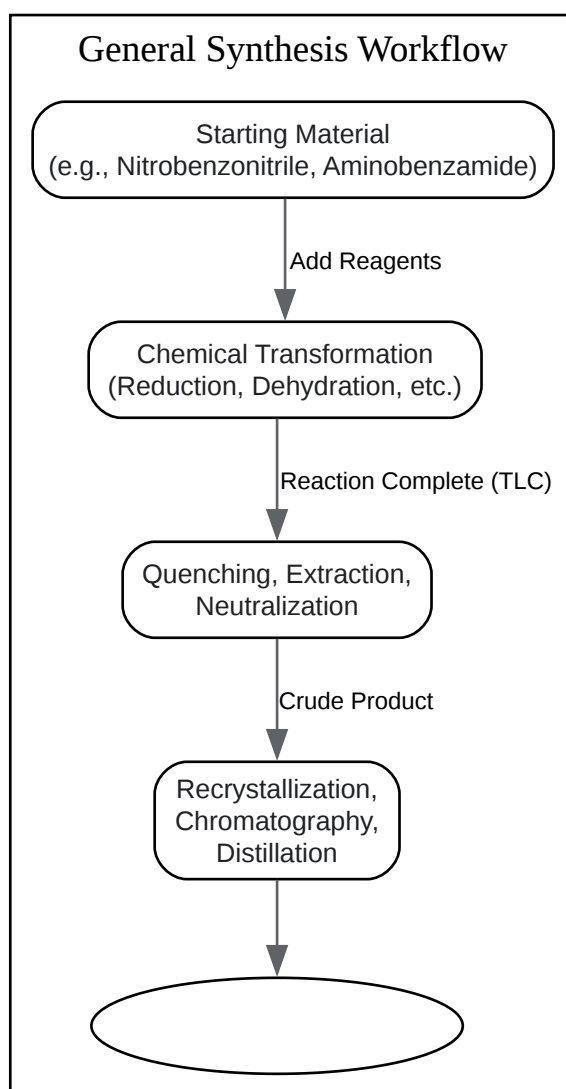 General Synthesis Workflow
Starting Material
(e.g., Nitrobenzonitrile, Aminobenzamide)
Add Reagents
Chemical Transformation
(Reduction, Dehydration, etc.)
Reaction Complete (TLC)
Quenching, Extraction,
Neutralization
Crude Product
Recrystallization,
Chromatography,
Distillation